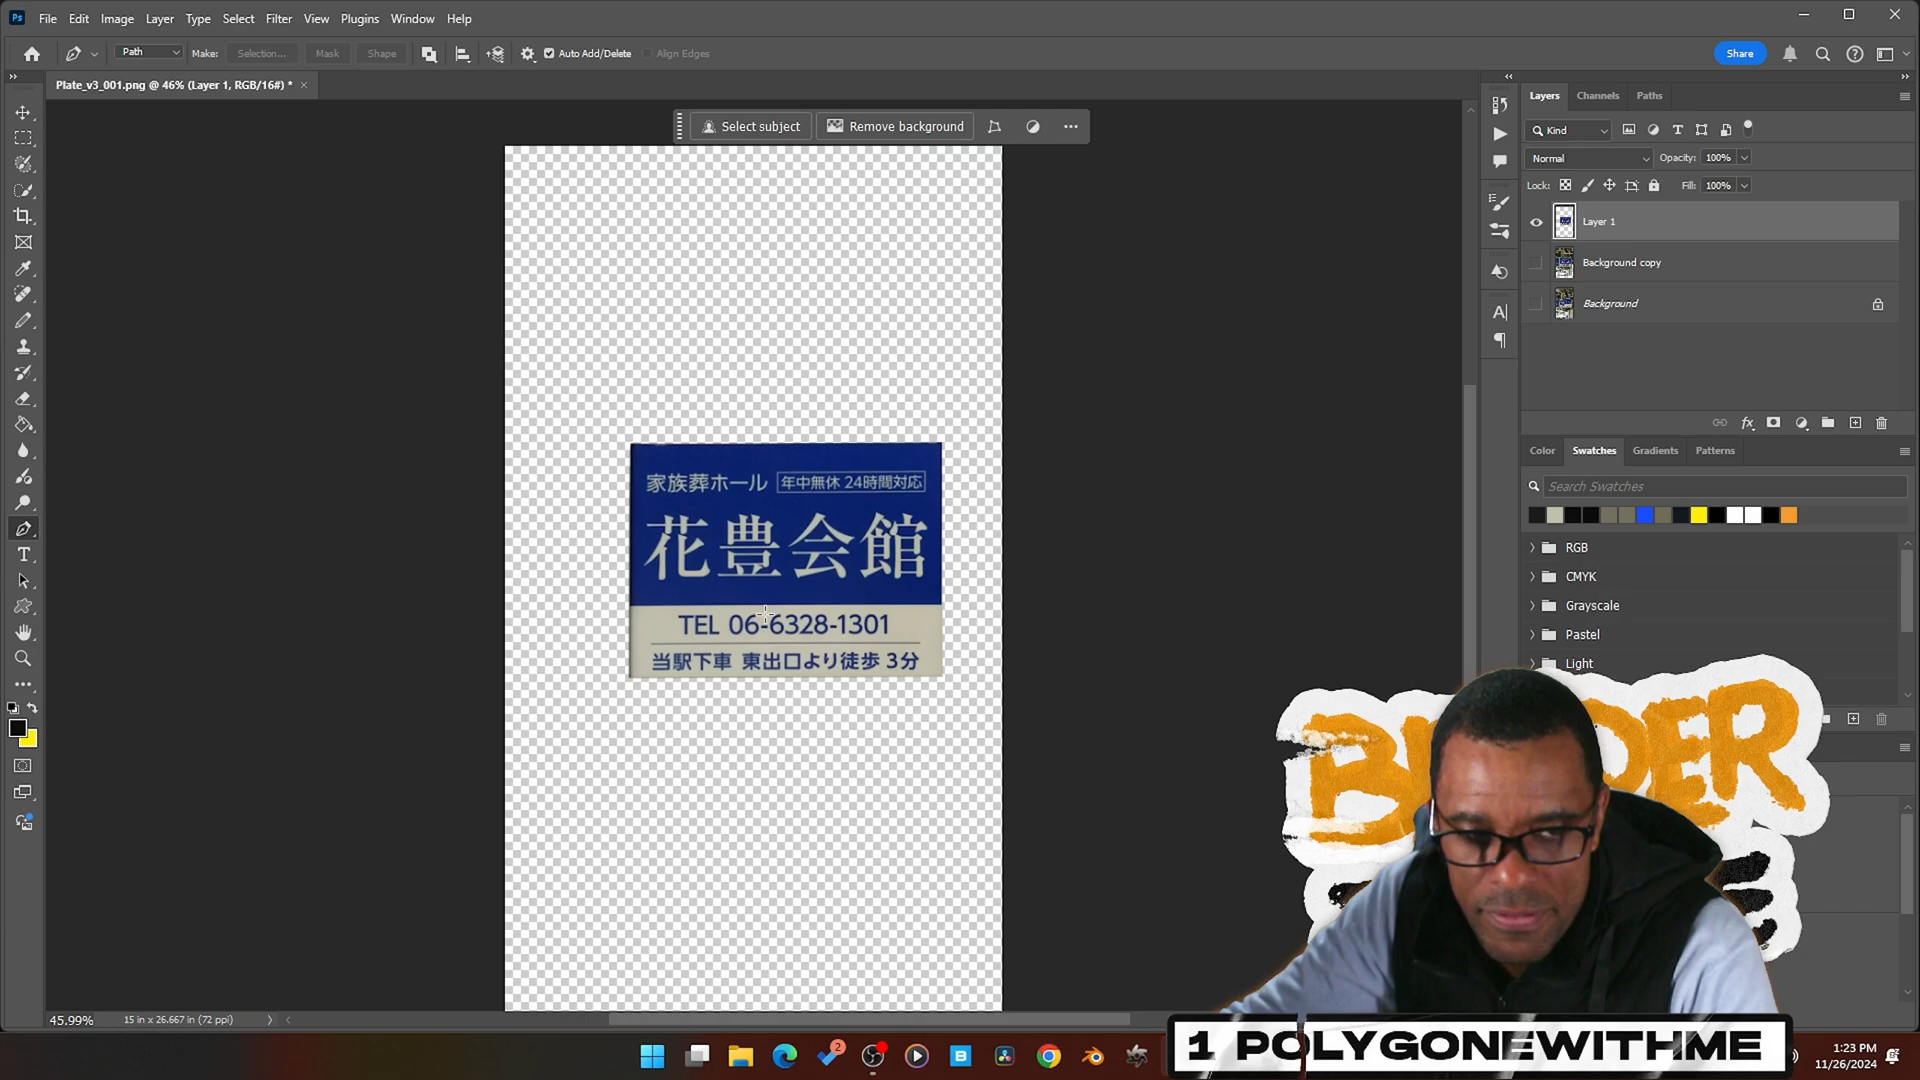 File Edit Image Layer Type Select Filter View Plugins Window Help
Path Make: Selection... Mask Shape Auto Add/Delete Align Edges Share
Plate_v3_001.png @ 46% (Layer 1, RGB/16#) *
Select subject Remove background
Layers Channels Paths
Kind
Normal Opacity: 100%
Lock: Fill: 100%
Layer 1
Background copy
Background
Color Swatches Gradients Patterns
Search Swatches
RGB
CMYK
Grayscale
Pastel
Light
家族葬ホール 年中無休 24時間対応
花豊会館
TEL 06-6328-1301
当駅下車 東出口より徒歩 3分
45.99% 15 in x 26.667 in (72 ppi)
1 POLYGONEWITHME
1:23 PM
11/26/2024